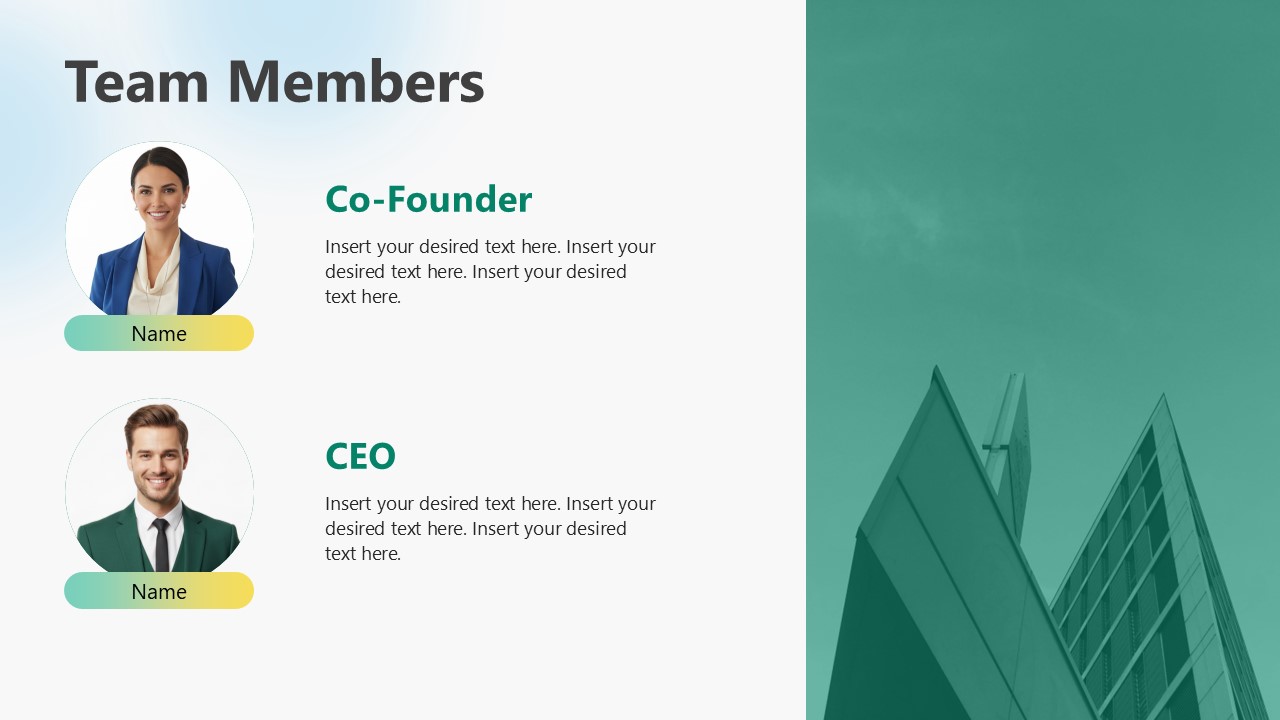 Team Members
Co-Founder
Insert your desired text here. Insert your
desired text here. Insert your desired
text here.
Name
CEO
Insert your desired text here. Insert your
desired text here. Insert your desired
text here.
Name